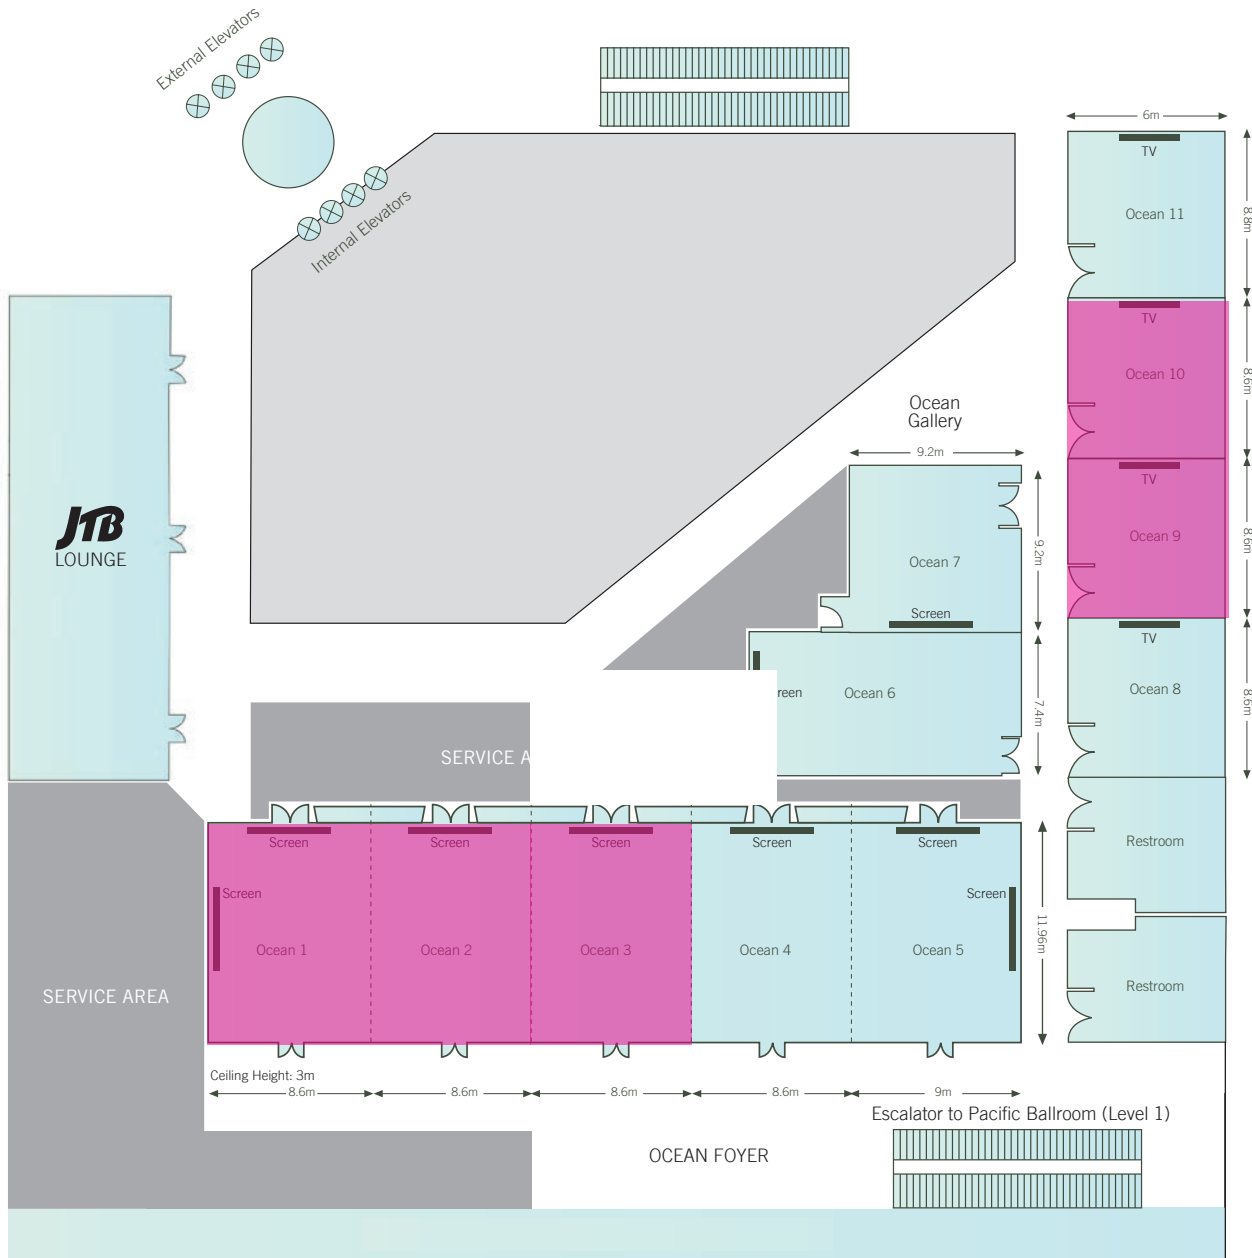 External Elevators
Internal Elevators
6m
TV
Ocean 11
8.8m
TV
Ocean 10
8.6m
Ocean
Gallery
9.2m
TV
Ocean 9
8.6m
JTB
LOUNGE
Ocean 7
9.2m
Screen
TV
Ocean 8
8.6m
reen
Ocean 6
7.4m
SERVICE A
Screen
Screen
Screen
Screen
Screen
Screen
Screen
Restroom
11.96m
Ocean 1
Ocean 2
Ocean 3
Ocean 4
Ocean 5
SERVICE AREA
Restroom
Ceiling Height: 3m
8.6m
8.6m
8.6m
8.6m
9m
Escalator to Pacific Ballroom (Level 1)
OCEAN FOYER